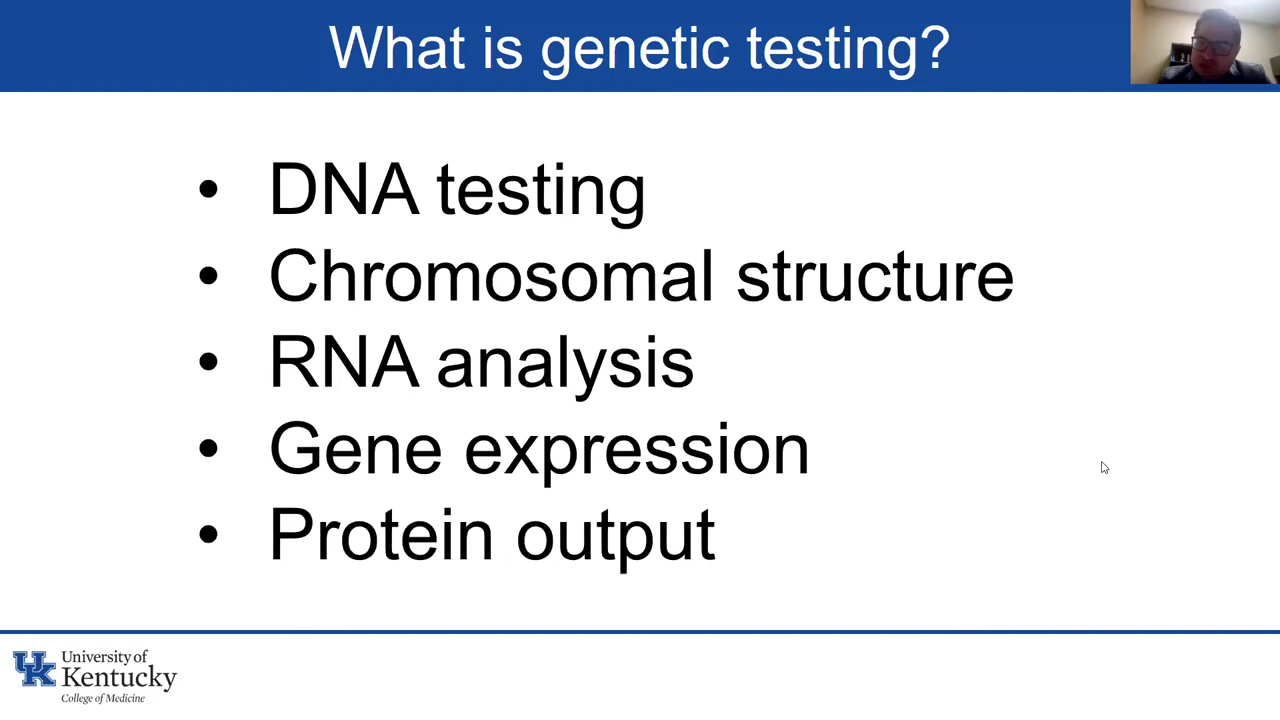 What is genetic testing?
• DNA testing
• Chromosomal structure
• RNA analysis
• Gene expression
• Protein output
UK
University of
Kentucky
College of Medicine